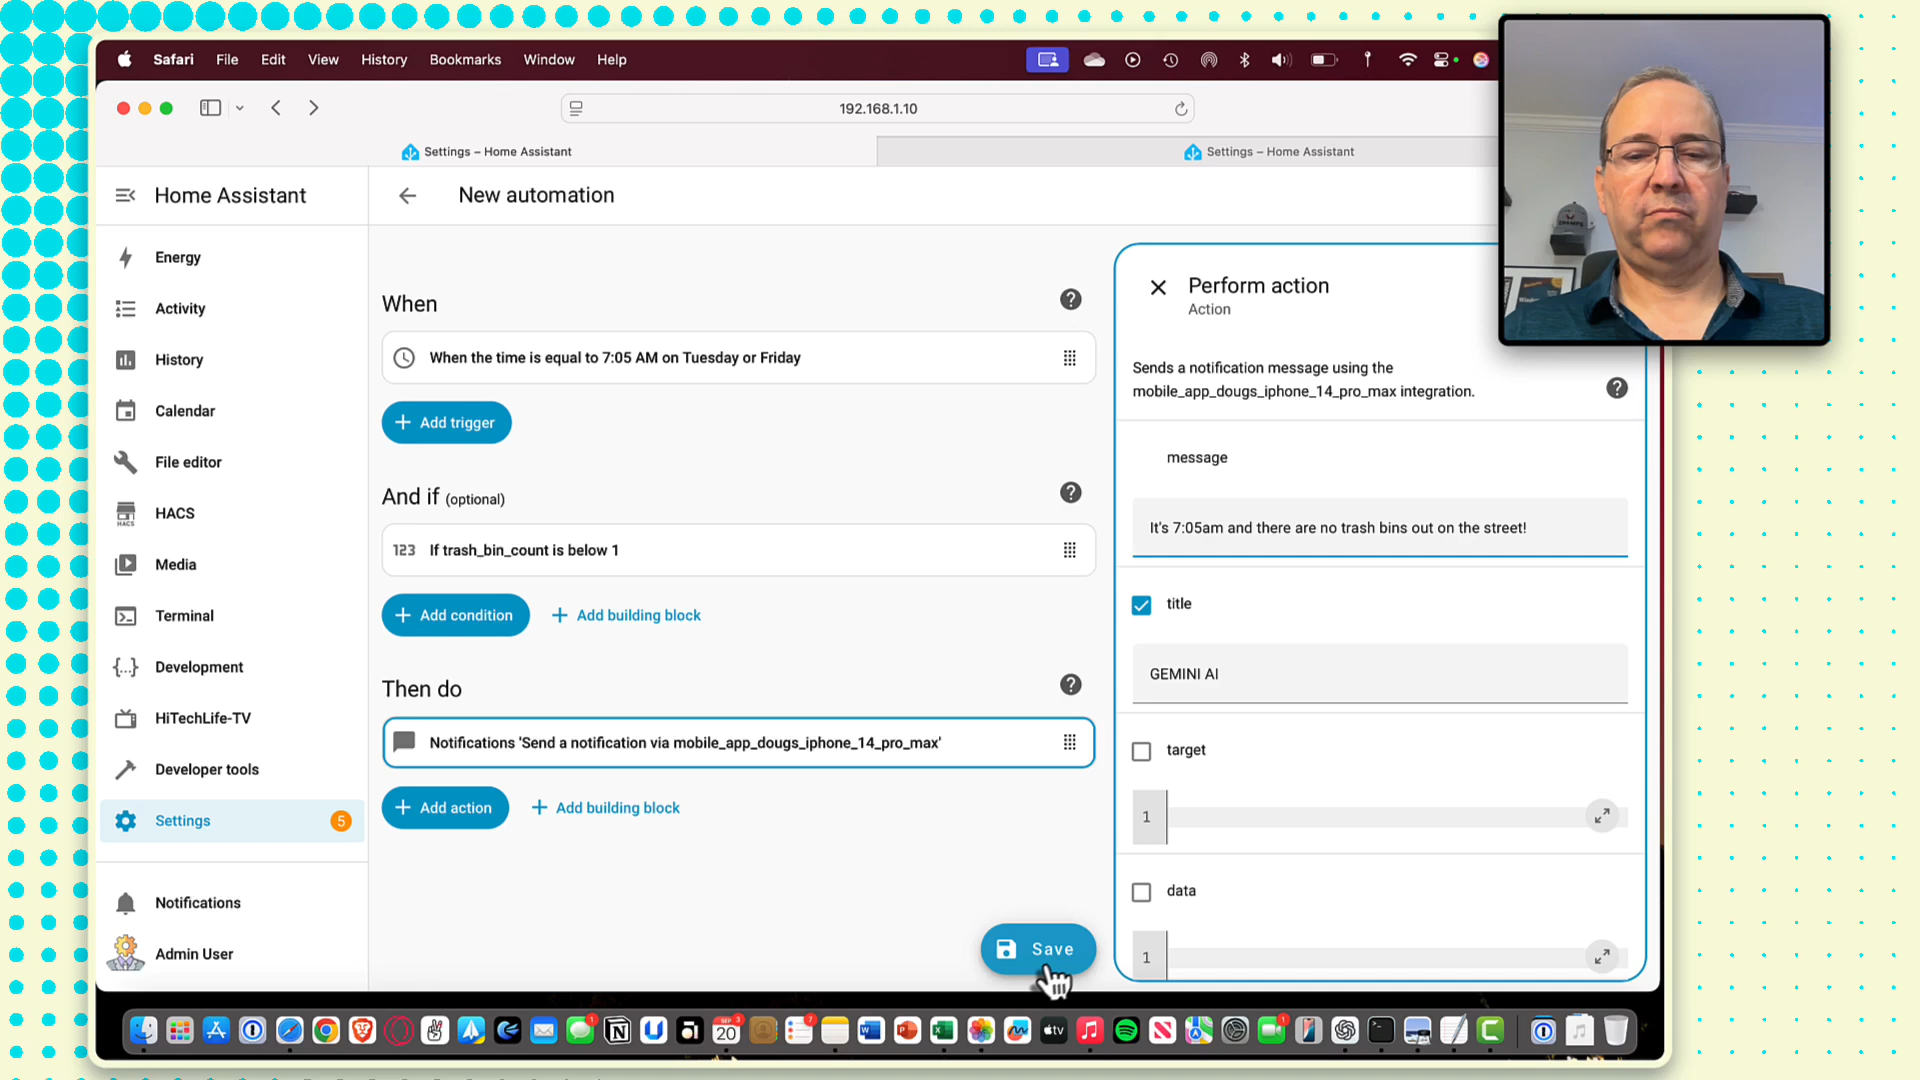 Safari File Edit View History Bookmarks Window Help
192.168.1.10
Settings – Home Assistant
Settings – Home Assistant
Home Assistant
New automation
Energy
Activity
History
Calendar
File editor
HACS
HACS
Media
Terminal
Development
HiTechLife-TV
Developer tools
Settings 5
Notifications
Admin User
When
When the time is equal to 7:05 AM on Tuesday or Friday
+ Add trigger
And if (optional)
123 If trash_bin_count is below 1
+ Add condition + Add building block
Then do
Notifications 'Send a notification via mobile_app_dougs_iphone_14_pro_max'
+ Add action + Add building block
Save
Perform action
Action
Sends a notification message using the
mobile_app_dougs_iphone_14_pro_max integration.
message
It's 7:05am and there are no trash bins out on the street!
title
GEMINI AI
target
1
data
1
SEP
20
tv